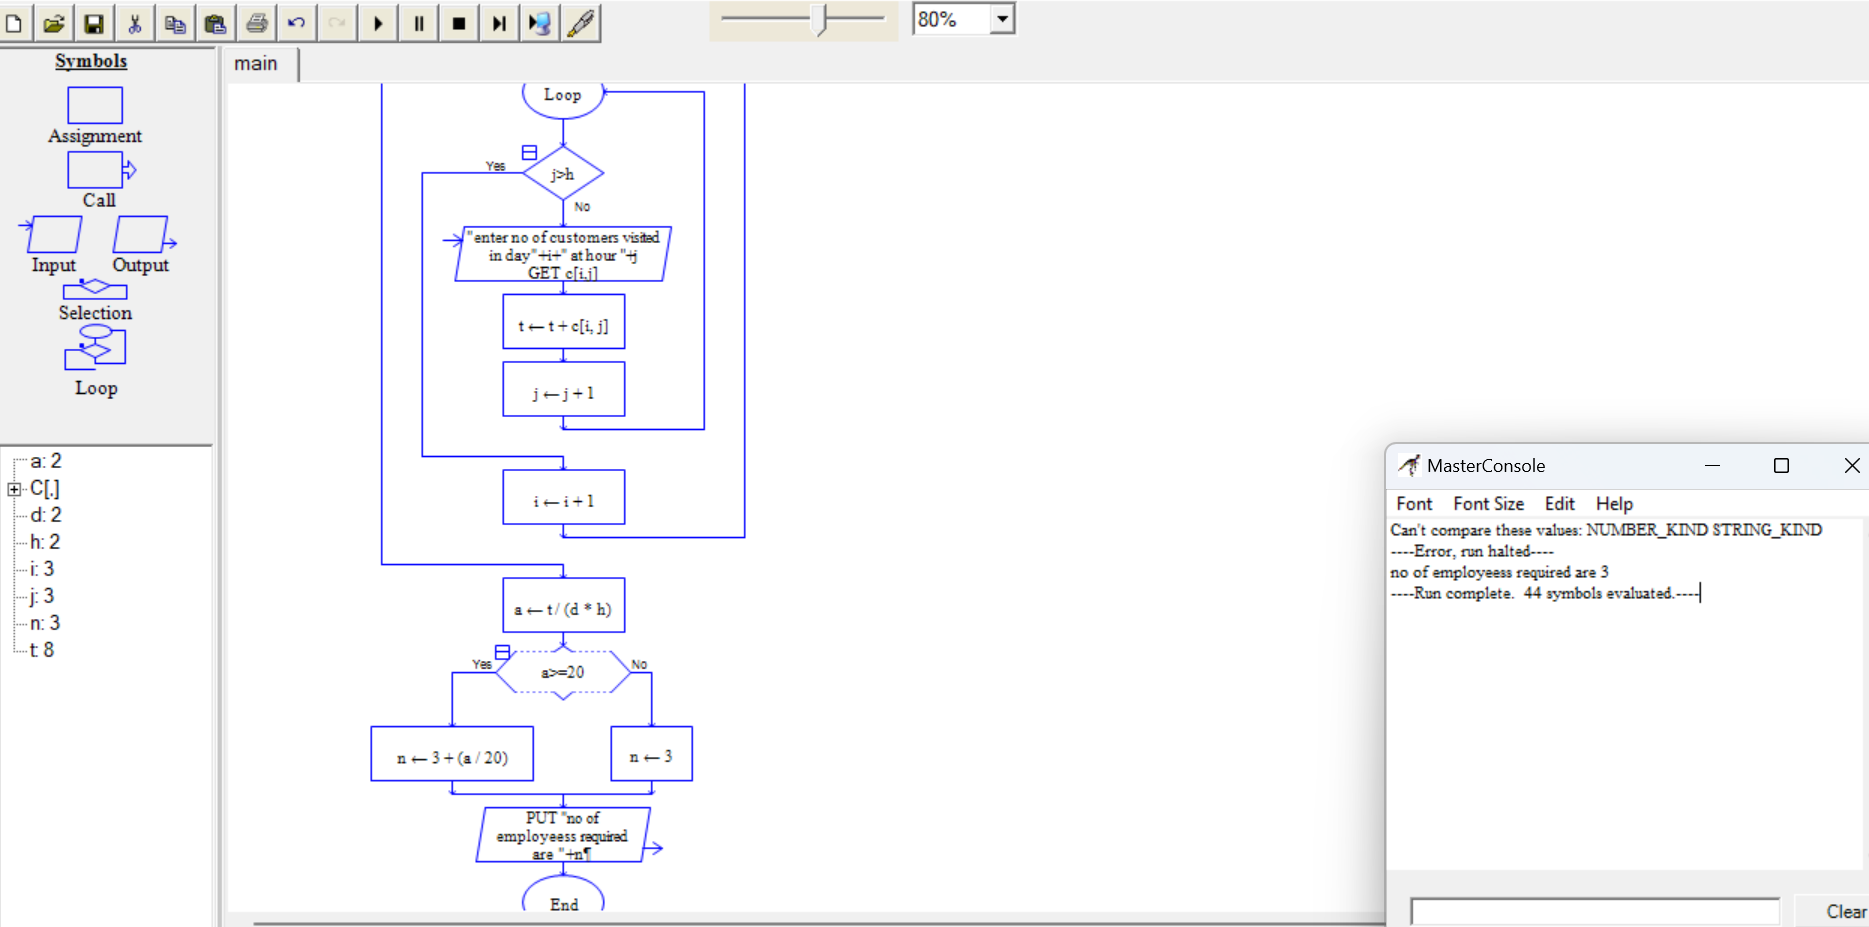 80%
Symbols
Assignment
Call
Input
Output
Selection
Loop
a: 2
C[,]
d: 2
h: 2
i: 3
j: 3
n: 3
t: 8
main
Loop
Yes
j>h
No
"enter no of customers visited
in day"+i+" at hour "+j
GET c[i,j]
t ← t + c[i, j]
j ← j + 1
i ← i + 1
a ← t / (d * h)
Yes
a>=20
No
n ← 3 + (a / 20)
n ← 3
PUT "no of
employeess required
are "+n¶
End
MasterConsole
Font Font Size Edit Help
Can't compare these values: NUMBER_KIND STRING_KIND
----Error, run halted----
no of employeess required are 3
----Run complete.  44 symbols evaluated.----
Clear